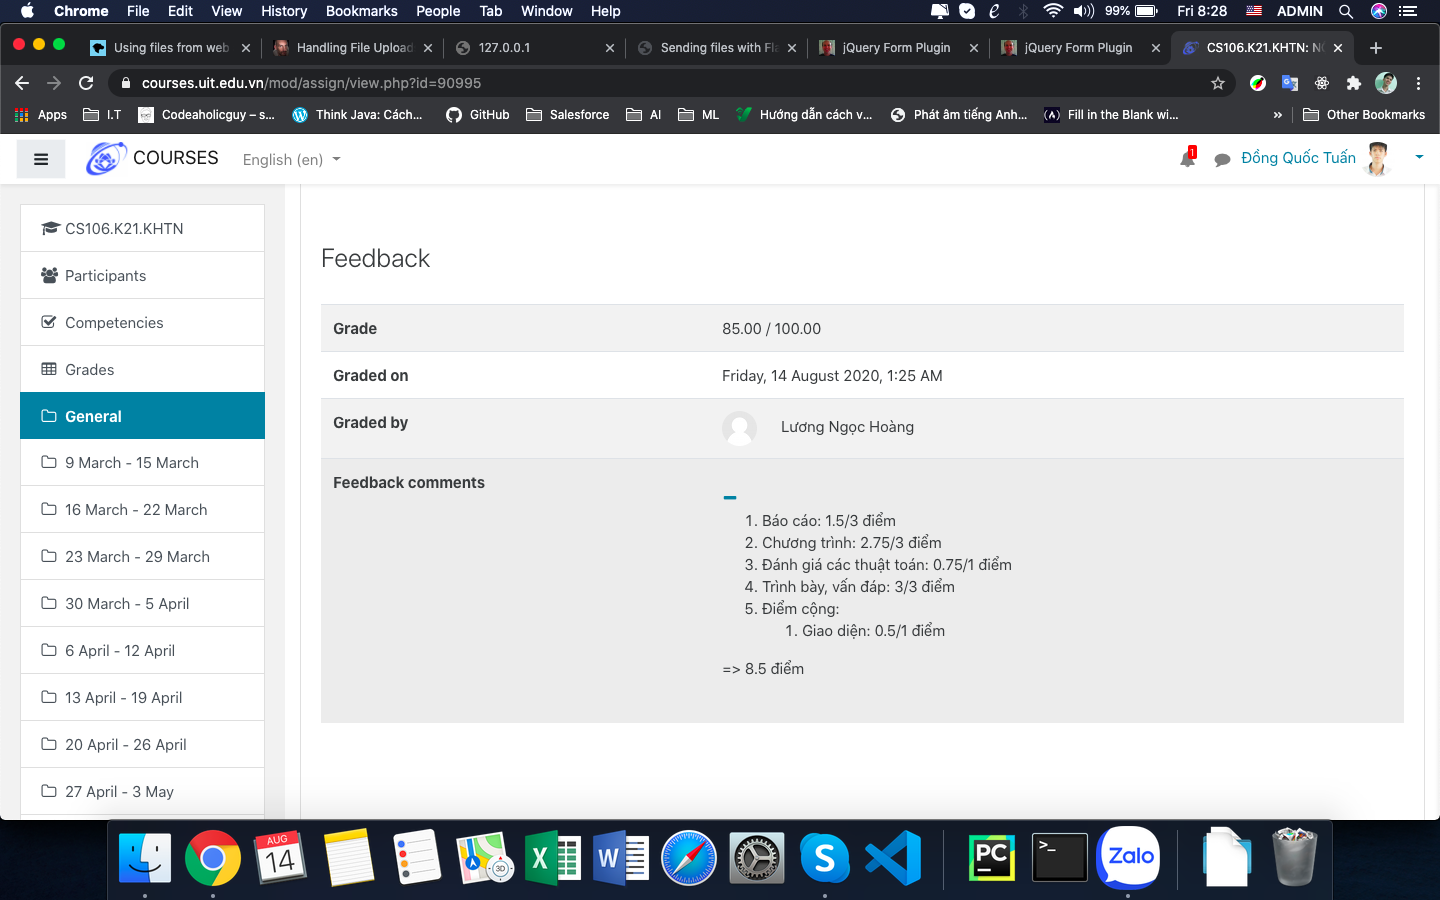 Chrome File Edit View History Bookmarks People Tab Window Help 99% Fri 8:28 ADMIN
Using files from web Handling File Upload 127.0.0.1 Sending files with Fla jQuery Form Plugin jQuery Form Plugin CS106.K21.KHTN: NG
courses.uit.edu.vn/mod/assign/view.php?id=90995
Apps I.T Codeaholicguy – s... Think Java: Cách... GitHub Salesforce AI ML Hướng dẫn cách v... Phát âm tiếng Anh... Fill in the Blank wi... » Other Bookmarks
COURSES English (en) 1 Đồng Quốc Tuấn
CS106.K21.KHTN
Participants
Competencies
Grades
General
9 March - 15 March
16 March - 22 March
23 March - 29 March
30 March - 5 April
6 April - 12 April
13 April - 19 April
20 April - 26 April
27 April - 3 May
Feedback
Grade 85.00 / 100.00
Graded on Friday, 14 August 2020, 1:25 AM
Graded by Lương Ngọc Hoàng
Feedback comments
1. Báo cáo: 1.5/3 điểm
2. Chương trình: 2.75/3 điểm
3. Đánh giá các thuật toán: 0.75/1 điểm
4. Trình bày, vấn đáp: 3/3 điểm
5. Điểm cộng:
1. Giao diện: 0.5/1 điểm
=> 8.5 điểm
AUG 14 3D X W S PC >_ Zalo